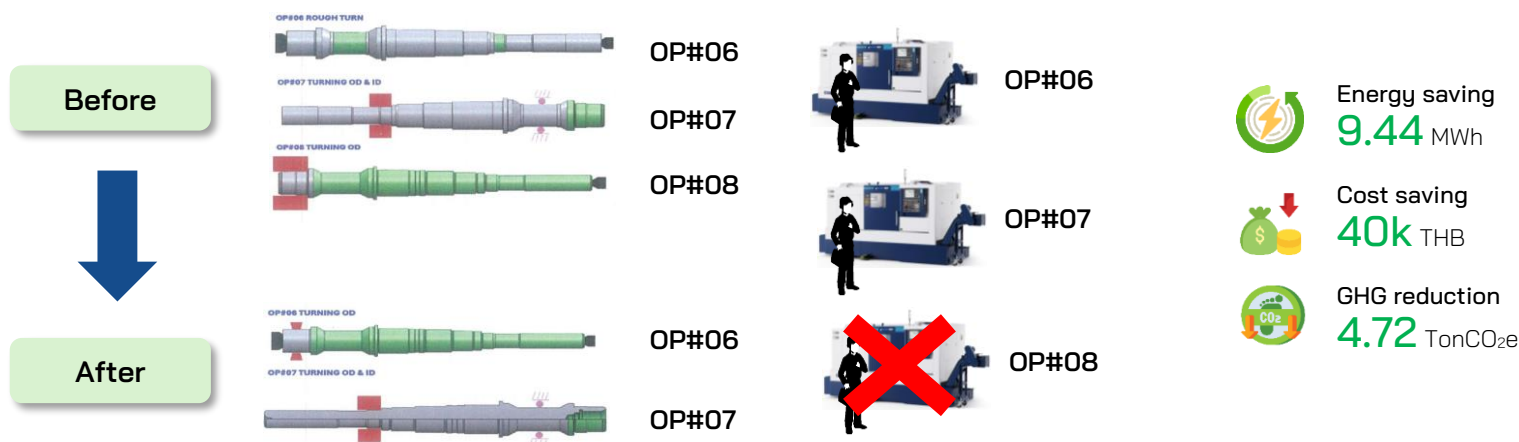 Before
OP#06 ROUGH TURN
OP#06
OP#07 TURNING OD & ID
OP#07
OP#08 TURNING OD
OP#08
After
OP#06 TURNING OD
OP#06
OP#07 TURNING OD & ID
OP#07
OP#06
OP#07
OP#08
Energy saving
9.44 MWh
$
Cost saving
40k THB
CO₂
GHG reduction
4.72 TonCO₂e